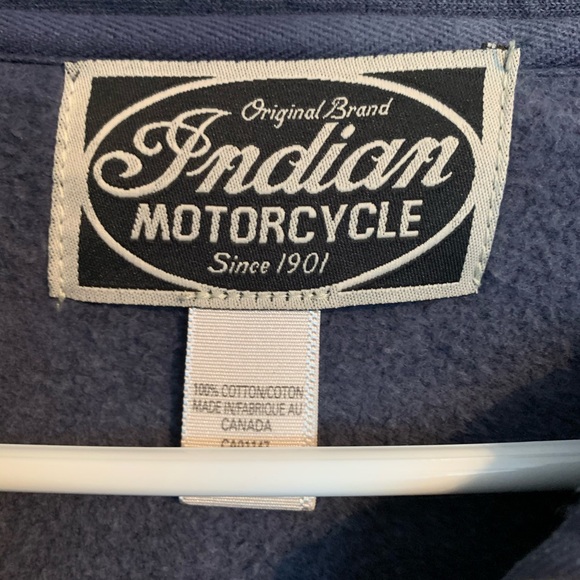 Original Brand
Indian
MOTORCYCLE
Since 1901
100% COTTON/COTON
MADE IN/FABRIQUE AU
CANADA